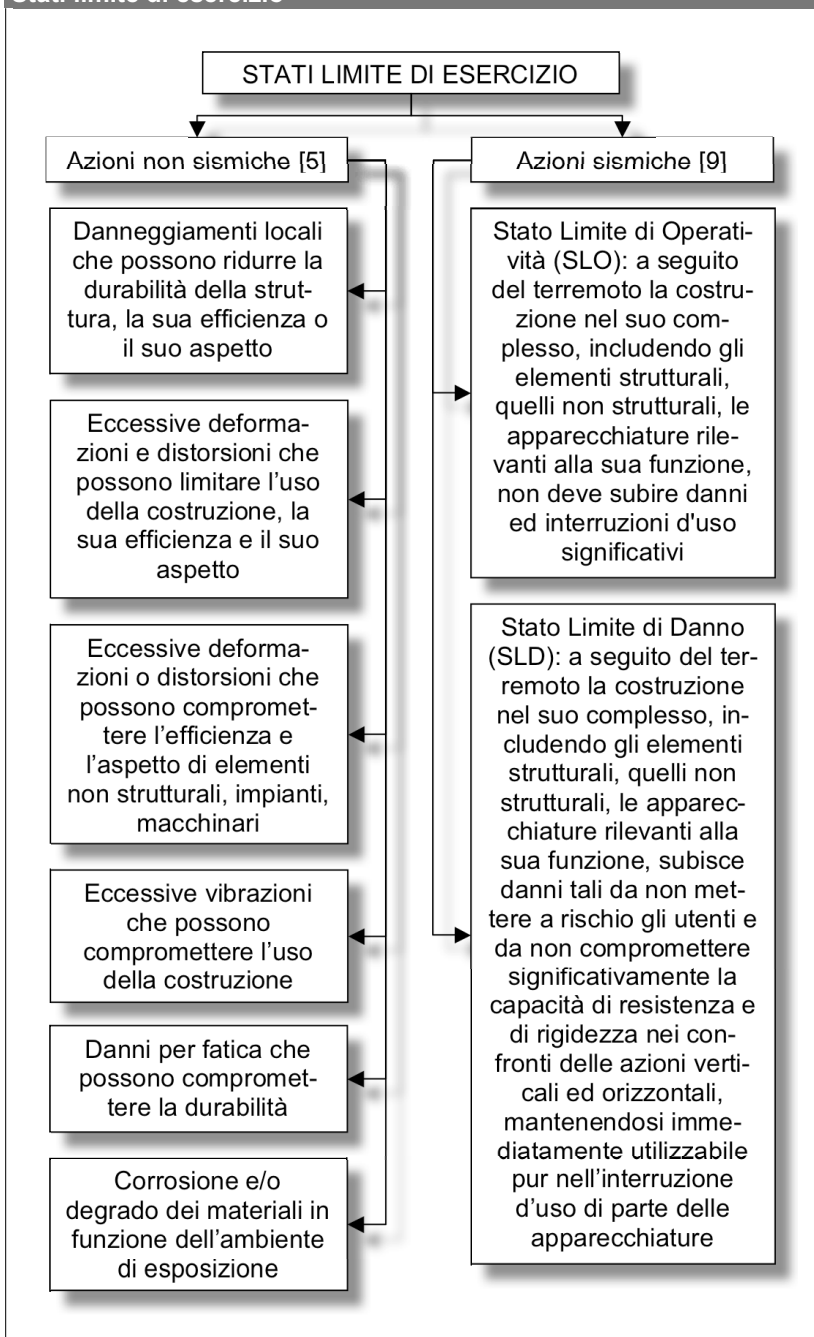 Stati limite di esercizio
STATI LIMITE DI ESERCIZIO
Azioni non sismiche [5]
Danneggiamenti locali
che possono ridurre la
durabilità della strut-
tura, la sua efficienza o
il suo aspetto
Eccessive deforma-
zioni e distorsioni che
possono limitare l'uso
della costruzione, la
sua efficienza e il suo
aspetto
Eccessive deforma-
zioni o distorsioni che
possono compromet-
tere l'efficienza e
l'aspetto di elementi
non strutturali, impianti,
macchinari
Eccessive vibrazioni
che possono
compromettere l'uso
della costruzione
Danni per fatica che
possono compromet-
tere la durabilità
Corrosione e/o
degrado dei materiali in
funzione dell'ambiente
di esposizione
Azioni sismiche [9]
Stato Limite di Operati-
vità (SLO): a seguito
del terremoto la costru-
zione nel suo com-
plesso, includendo gli
elementi strutturali,
quelli non strutturali, le
apparecchiature rile-
vanti alla sua funzione,
non deve subire danni
ed interruzioni d'uso
significativi
Stato Limite di Danno
(SLD): a seguito del ter-
remoto la costruzione
nel suo complesso, in-
cludendo gli elementi
strutturali, quelli non
strutturali, le apparec-
chiature rilevanti alla
sua funzione, subisce
danni tali da non met-
tere a rischio gli utenti e
da non compromettere
significativamente la
capacità di resistenza e
di rigidezza nei con-
fronti delle azioni verti-
cali ed orizzontali,
mantenendosi imme-
diatamente utilizzabile
pur nell'interruzione
d'uso di parte delle
apparecchiature